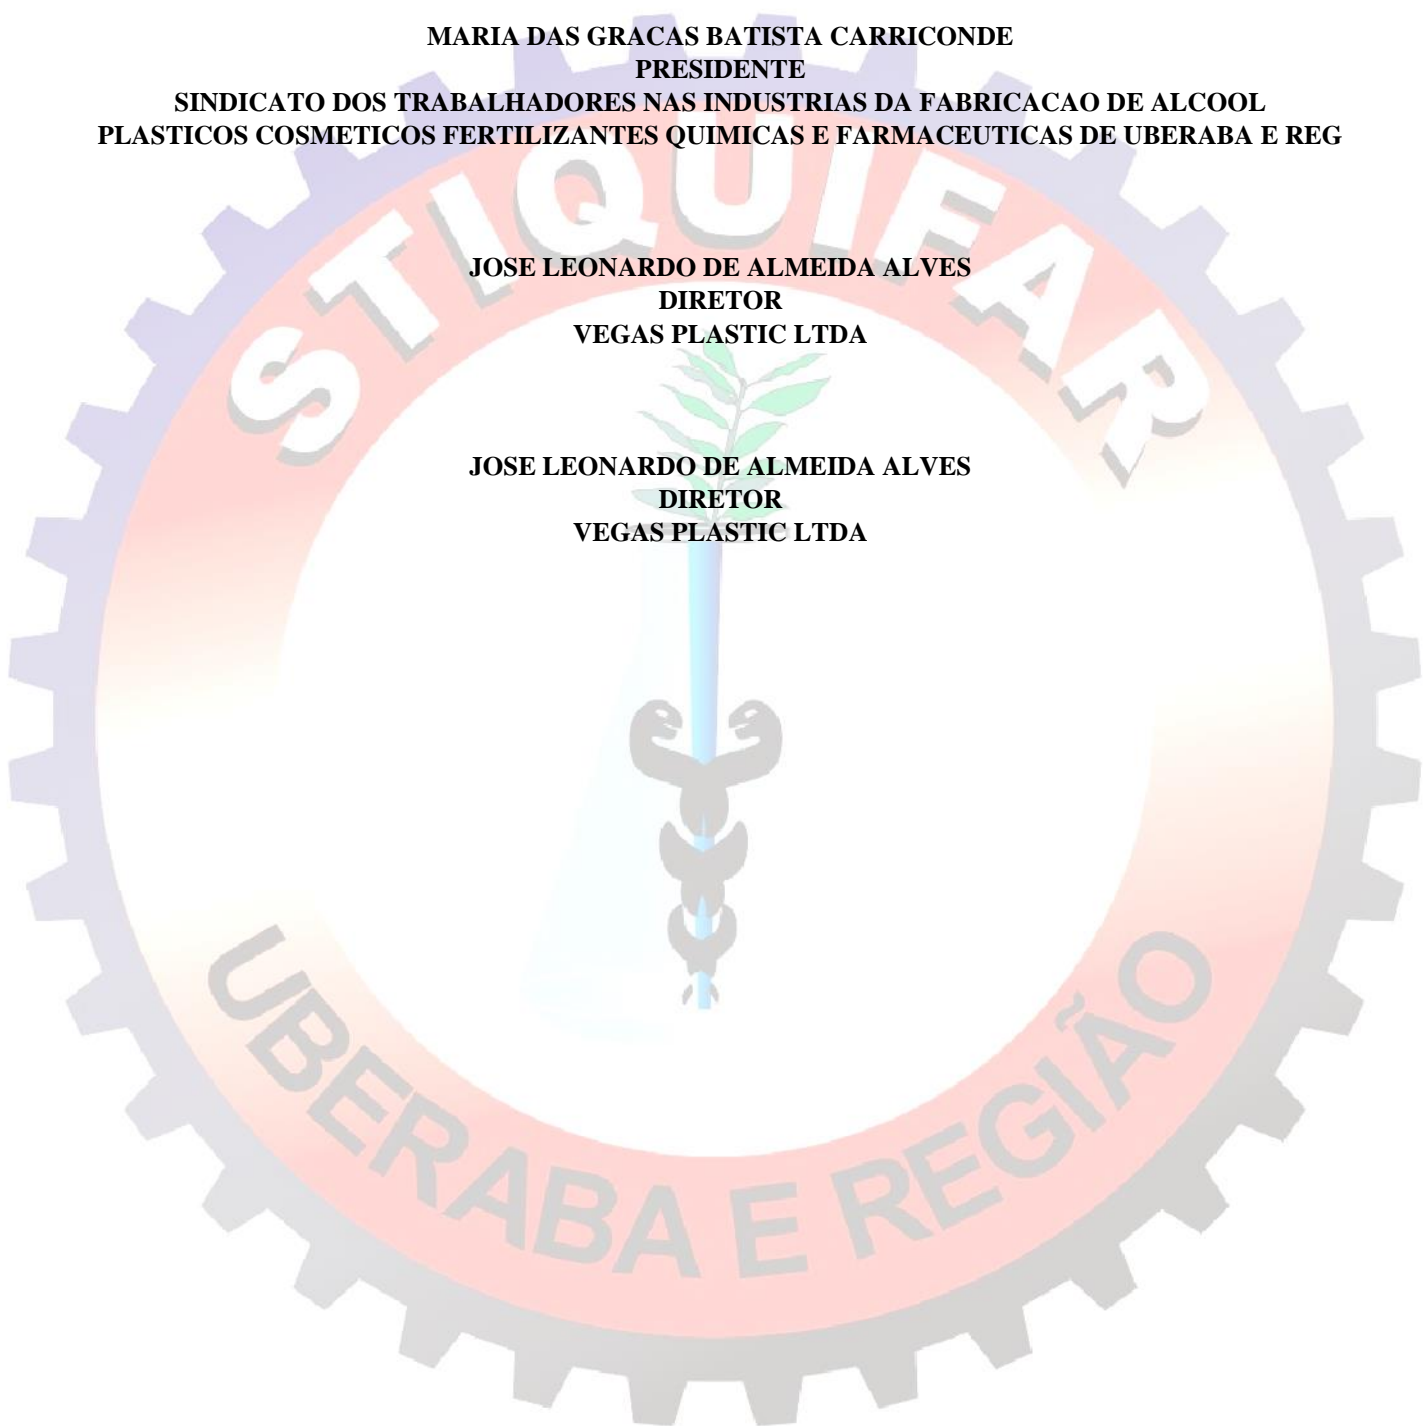 MARIA DAS GRACAS BATISTA CARRICONDE
PRESIDENTE
SINDICATO DOS TRABALHADORES NAS INDUSTRIAS DA FABRICACAO DE ALCOOL
PLASTICOS COSMETICOS FERTILIZANTES QUIMICAS E FARMACEUTICAS DE UBERABA E REG
STIQUIFAR
JOSE LEONARDO DE ALMEIDA ALVES
DIRETOR
VEGAS PLASTIC LTDA
JOSE LEONARDO DE ALMEIDA ALVES
DIRETOR
VEGAS PLASTIC LTDA
UBERABA E REGIÃO